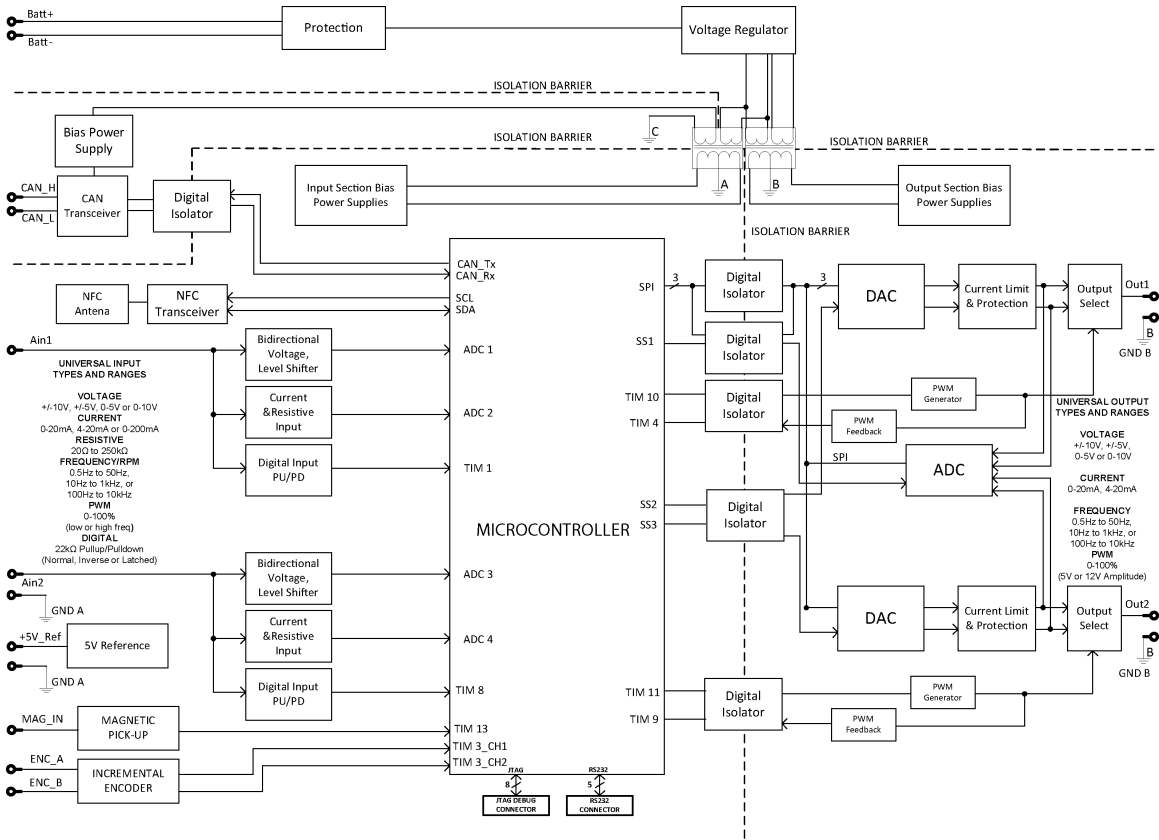 Batt+
Batt-
Protection
Voltage Regulator
ISOLATION BARRIER
C
Bias Power
Supply
ISOLATION BARRIER
ISOLATION BARRIER
CAN_H
CAN_L
CAN
Transceiver
Digital
Isolator
Input Section Bias
Power Supplies
A
B
Output Section Bias
Power Supplies
ISOLATION BARRIER
CAN_Tx
CAN_Rx
NFC
Antena
NFC
Transceiver
SCL
SDA
SPI
3
Digital
Isolator
3
DAC
Current Limit
& Protection
Output
Select
Out1
B
GND B
Ain1
Bidirectional
Voltage,
Level Shifter
ADC 1
SS1
Digital
Isolator
UNIVERSAL INPUT
TYPES AND RANGES
VOLTAGE
+/-10V, +/-5V, 0-5V or 0-10V
CURRENT
0-20mA, 4-20mA or 0-200mA
RESISTIVE
20Ω to 250kΩ
FREQUENCY/RPM
0.5Hz to 50Hz,
10Hz to 1kHz, or
100Hz to 10kHz
PWM
0-100%
(low or high freq)
DIGITAL
22kΩ Pullup/Pulldown
(Normal, Inverse or Latched)
Current
&Resistive
Input
ADC 2
Digital Input
PU/PD
TIM 1
TIM 10
TIM 4
Digital
Isolator
PWM
Generator
PWM
Feedback
UNIVERSAL OUTPUT
TYPES AND RANGES
VOLTAGE
+/-10V, +/-5V,
0-5V or 0-10V
CURRENT
0-20mA, 4-20mA
FREQUENCY
0.5Hz to 50Hz,
10Hz to 1kHz, or
100Hz to 10kHz
PWM
0-100%
(5V or 12V Amplitude)
SPI
ADC
SS2
SS3
Digital
Isolator
MICROCONTROLLER
Ain2
GND A
Bidirectional
Voltage,
Level Shifter
ADC 3
+5V_Ref
5V Reference
GND A
Current
&Resistive
Input
ADC 4
DAC
Current Limit
& Protection
Output
Select
Out2
B
GND B
Digital Input
PU/PD
TIM 8
TIM 11
TIM 9
Digital
Isolator
PWM
Generator
PWM
Feedback
MAG_IN
MAGNETIC
PICK-UP
TIM 13
TIM 3_CH1
TIM 3_CH2
ENC_A
ENC_B
INCREMENTAL
ENCODER
JTAG
RS232
8
5
JTAG DEBUG
CONNECTOR
RS232
CONNECTOR